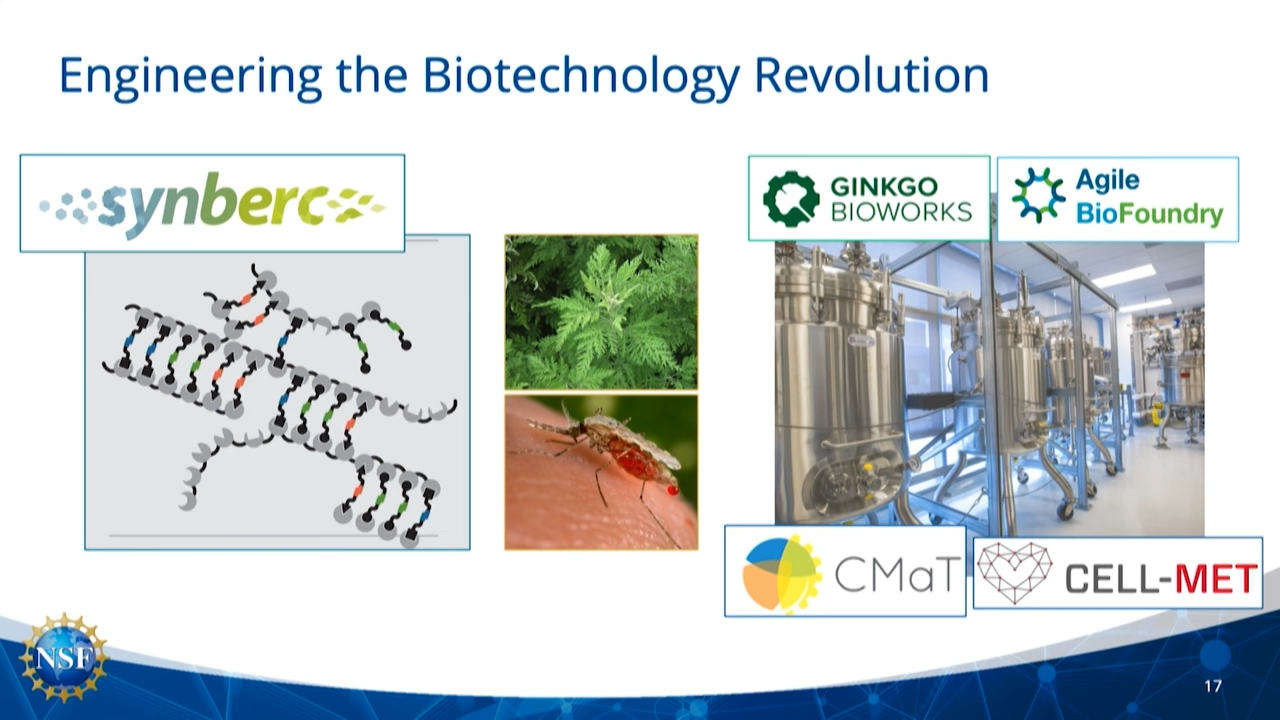 Engineering the Biotechnology Revolution
synberc
GINKGO
BIOWORKS
Agile
BioFoundry
CMaT
CELL-MET
NSF
17